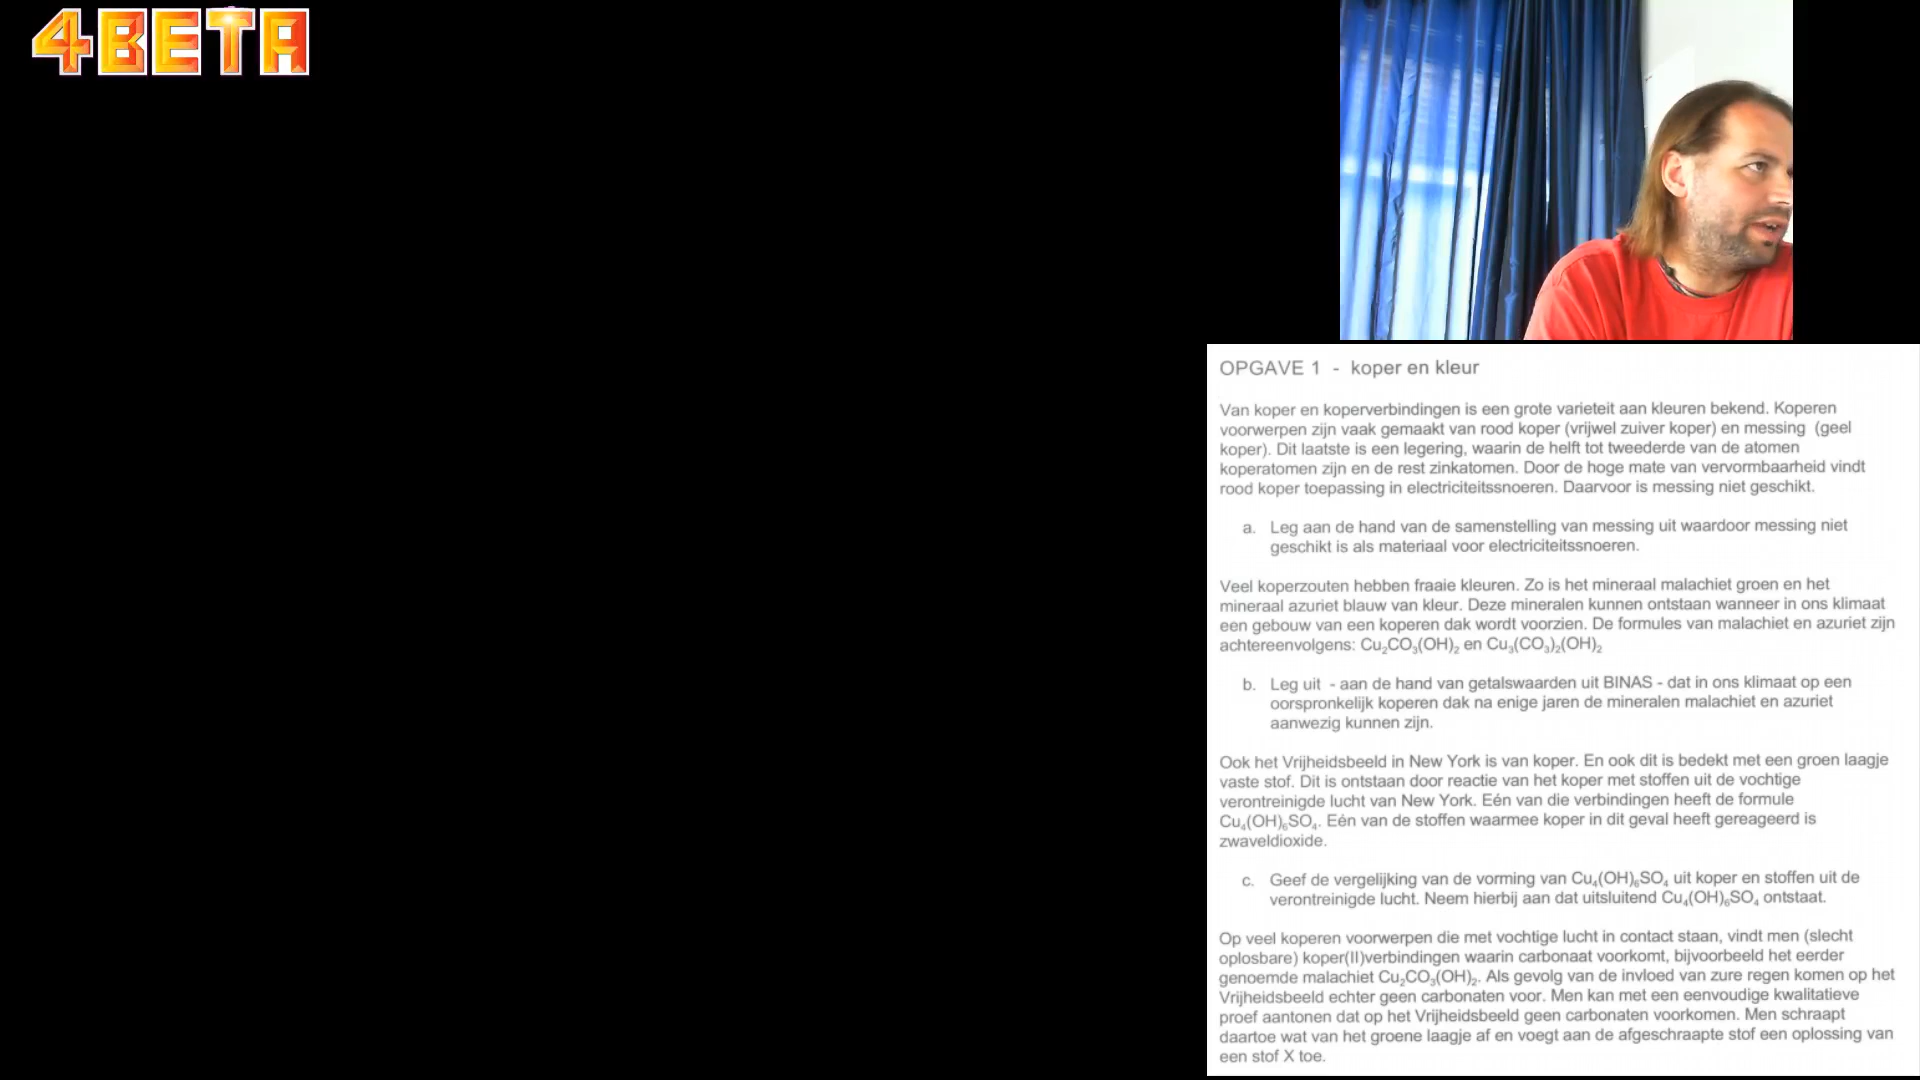 4BETA
OPGAVE 1 - koper en kleur
Van koper en koperverbindingen is een grote varieteit aan kleuren bekend. Koperen
voorwerpen zijn vaak gemaakt van rood koper (vrijwel zuiver koper) en messing (geel
koper). Dit laatste is een legering, waarin de helft tot tweederde van de atomen
koperatomen zijn en de rest zinkatomen. Door de hoge mate van vervormbaarheid vindt
rood koper toepassing in electriciteitssnoeren. Daarvoor is messing niet geschikt.
a. Leg aan de hand van de samenstelling van messing uit waardoor messing niet
geschikt is als materiaal voor electriciteitssnoeren.
Veel koperzouten hebben fraaie kleuren. Zo is het mineraal malachiet groen en het
mineraal azuriet blauw van kleur. Deze mineralen kunnen ontstaan wanneer in ons klimaat
een gebouw van een koperen dak wordt voorzien. De formules van malachiet en azuriet zijn
achtereenvolgens: Cu₂CO₃(OH)₂ en Cu₃(CO₃)₂(OH)₂
b. Leg uit - aan de hand van getalswaarden uit BINAS - dat in ons klimaat op een
oorspronkelijk koperen dak na enige jaren de mineralen malachiet en azuriet
aanwezig kunnen zijn.
Ook het Vrijheidsbeeld in New York is van koper. En ook dit is bedekt met een groen laagje
vaste stof. Dit is ontstaan door reactie van het koper met stoffen uit de vochtige
verontreinigde lucht van New York. Eén van die verbindingen heeft de formule
Cu₄(OH)₆SO₄. Eén van de stoffen waarmee koper in dit geval heeft gereageerd is
zwaveldioxide.
c. Geef de vergelijking van de vorming van Cu₄(OH)₆SO₄ uit koper en stoffen uit de
verontreinigde lucht. Neem hierbij aan dat uitsluitend Cu₄(OH)₆SO₄ ontstaat.
Op veel koperen voorwerpen die met vochtige lucht in contact staan, vindt men (slecht
oplosbare) koper(II)verbindingen waarin carbonaat voorkomt, bijvoorbeeld het eerder
genoemde malachiet Cu₂CO₃(OH)₂. Als gevolg van de invloed van zure regen komen op het
Vrijheidsbeeld echter geen carbonaten voor. Men kan met een eenvoudige kwalitatieve
proef aantonen dat op het Vrijheidsbeeld geen carbonaten voorkomen. Men schraapt
daartoe wat van het groene laagje af en voegt aan de afgeschraapte stof een oplossing van
een stof X toe.